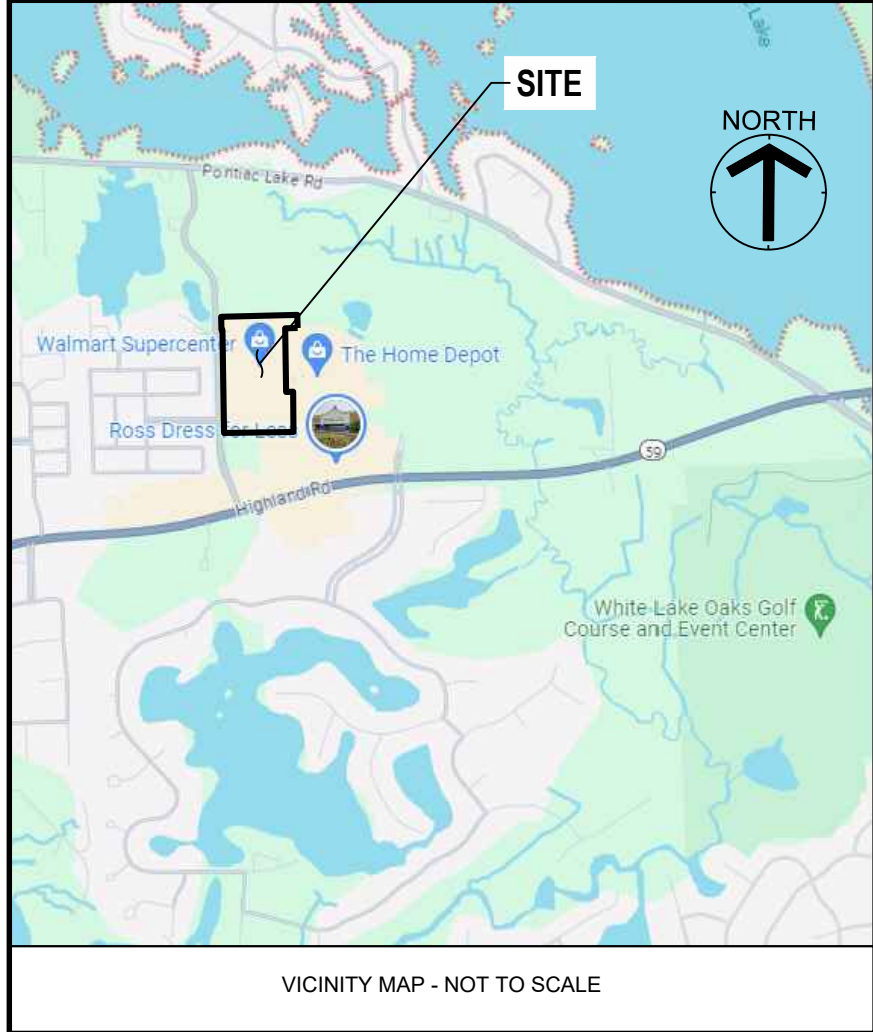 Lake
SITE
NORTH
Pontiac Lake Rd
Walmart Supercenter
The Home Depot
Ross Dress for Less
59
Highland Rd
White Lake Oaks Golf
Course and Event Center
VICINITY MAP - NOT TO SCALE